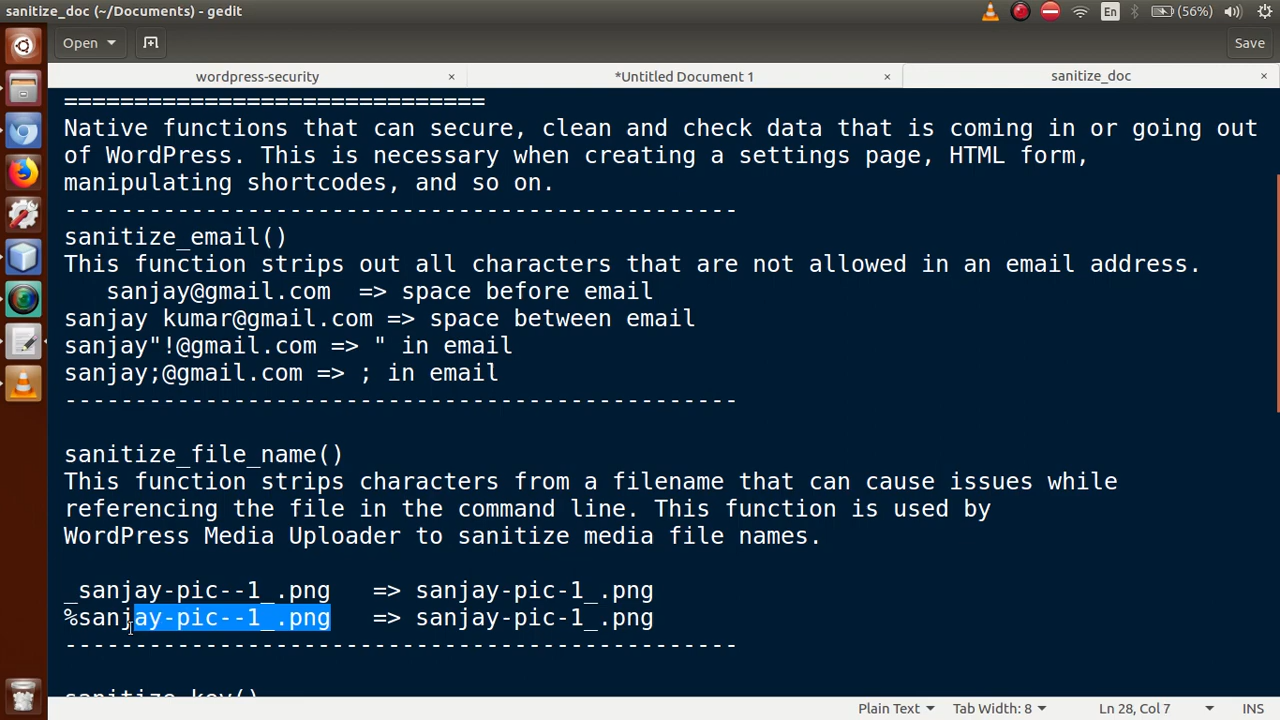 sanitize_doc (~/Documents) - gedit
En
(56%)
Open
Save
wordpress-security ×
*Untitled Document 1 ×
sanitize_doc ×
==============================
Native functions that can secure, clean and check data that is coming in or going out
of WordPress. This is necessary when creating a settings page, HTML form,
manipulating shortcodes, and so on.
------------------------------------------------
sanitize_email()
This function strips out all characters that are not allowed in an email address.
   sanjay@gmail.com  => space before email
sanjay kumar@gmail.com => space between email
sanjay"!@gmail.com => " in email
sanjay;@gmail.com => ; in email
------------------------------------------------
sanitize_file_name()
This function strips characters from a filename that can cause issues while
referencing the file in the command line. This function is used by
WordPress Media Uploader to sanitize media file names.
_sanjay-pic--1_.png   => sanjay-pic-1_.png
%sanjay-pic--1_.png   => sanjay-pic-1_.png
------------------------------------------------
sanitize_key()
Plain Text
Tab Width: 8
Ln 28, Col 7
INS